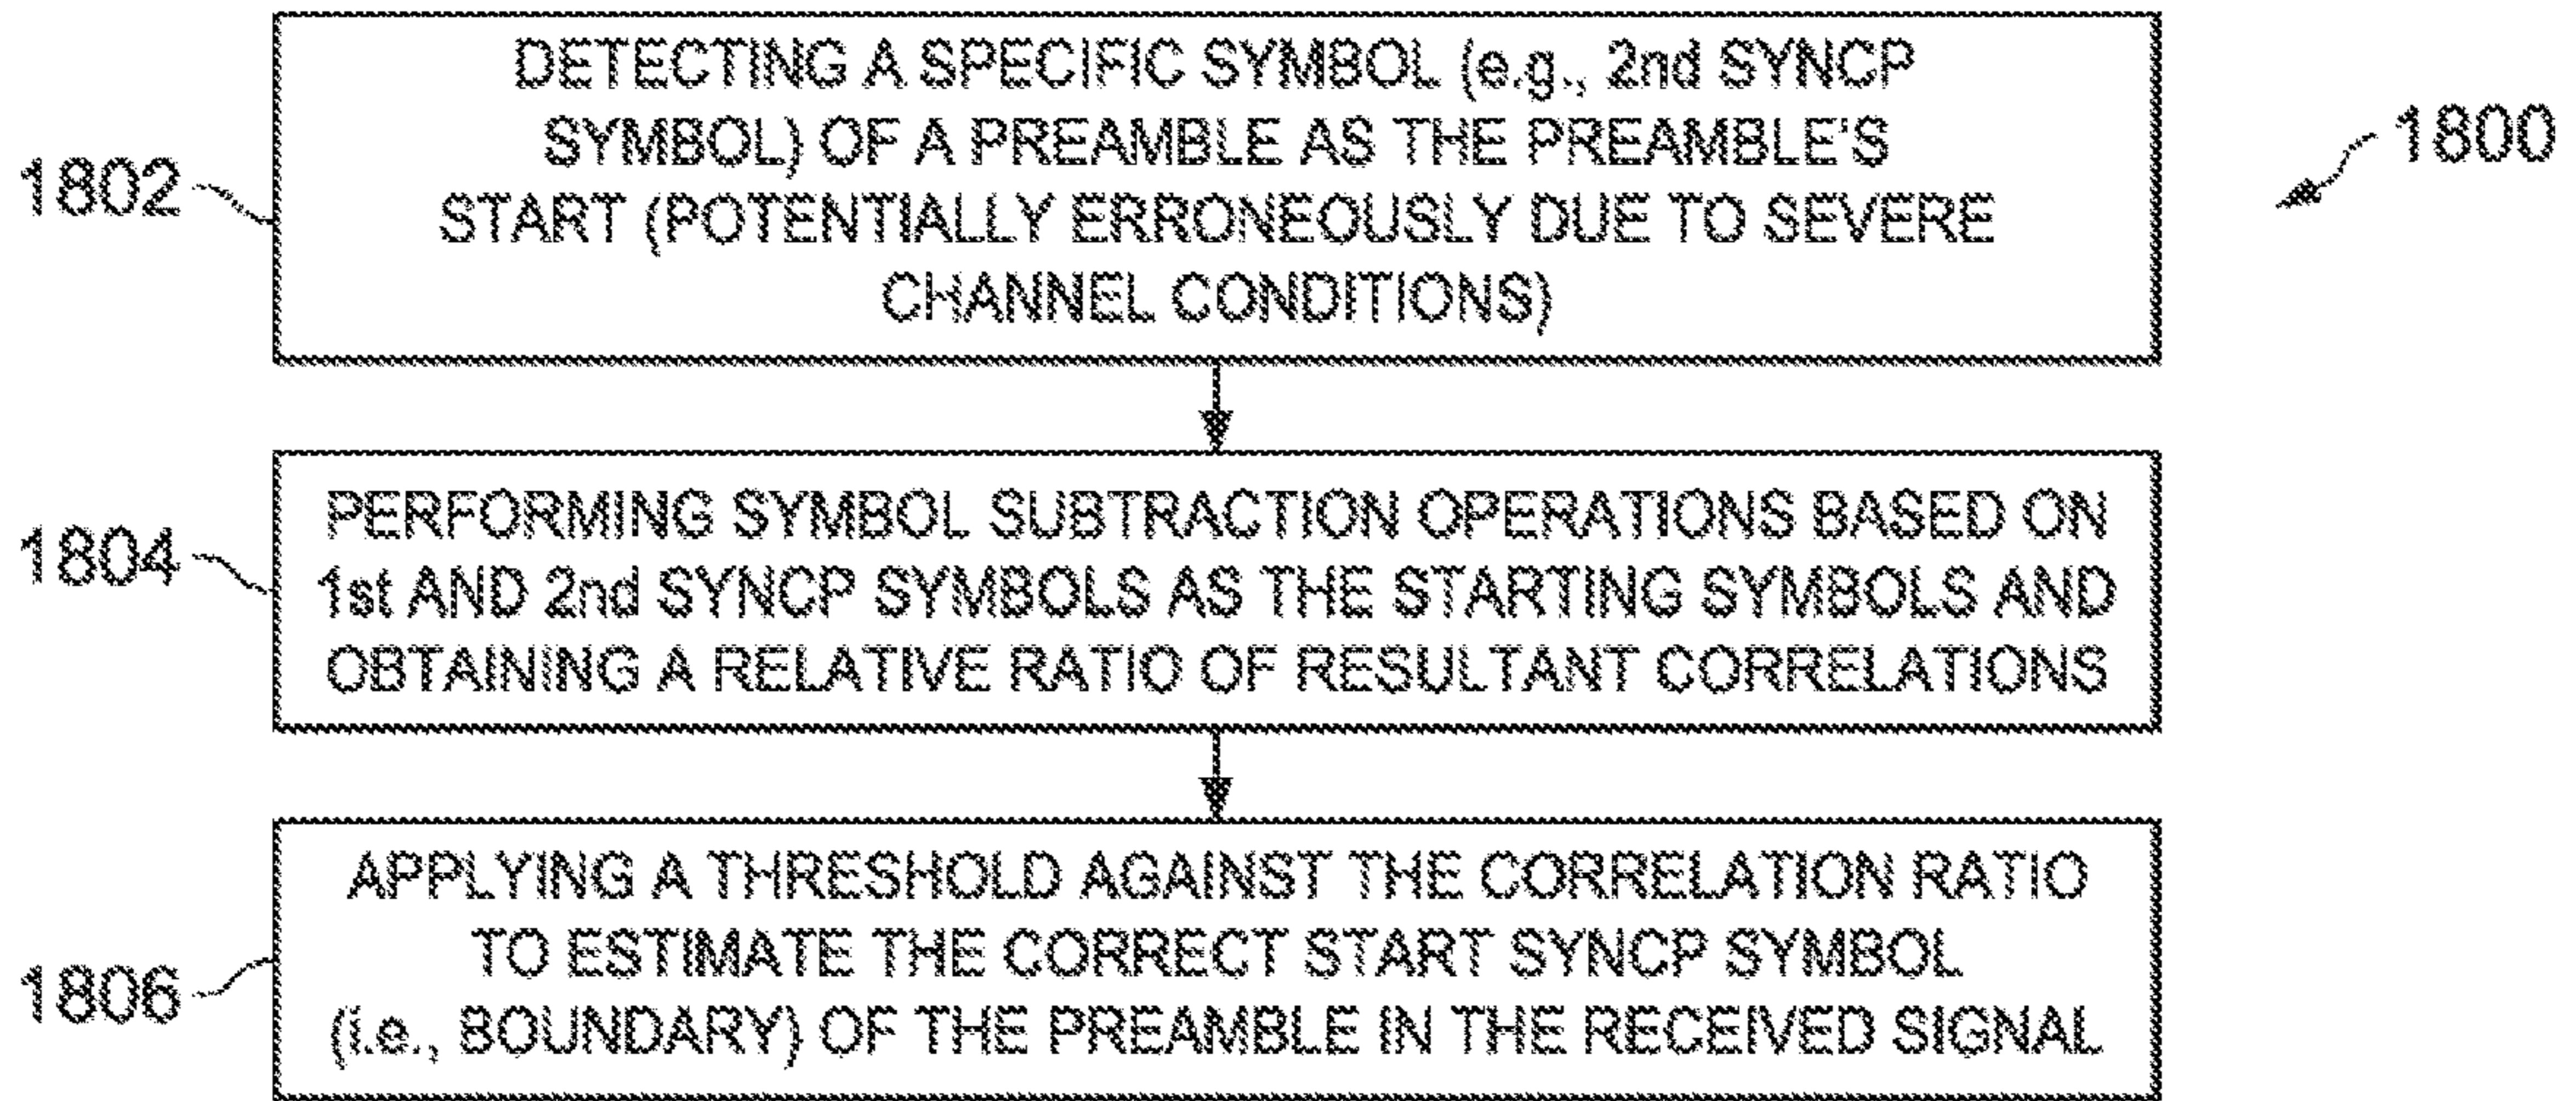 DETECTING A SPECIFIC SYMBOL (e.g., 2nd SYNCP
SYMBOL) OF A PREAMBLE AS THE PREAMBLE'S
START (POTENTIALLY ERRONEOUSLY DUE TO SEVERE
CHANNEL CONDITIONS)
1802
1800
PERFORMING SYMBOL SUBTRACTION OPERATIONS BASED ON
1st AND 2nd SYNCP SYMBOLS AS THE STARTING SYMBOLS AND
OBTAINING A RELATIVE RATIO OF RESULTANT CORRELATIONS
1804
APPLYING A THRESHOLD AGAINST THE CORRELATION RATIO
TO ESTIMATE THE CORRECT START SYNCP SYMBOL
(i.e., BOUNDARY) OF THE PREAMBLE IN THE RECEIVED SIGNAL
1806